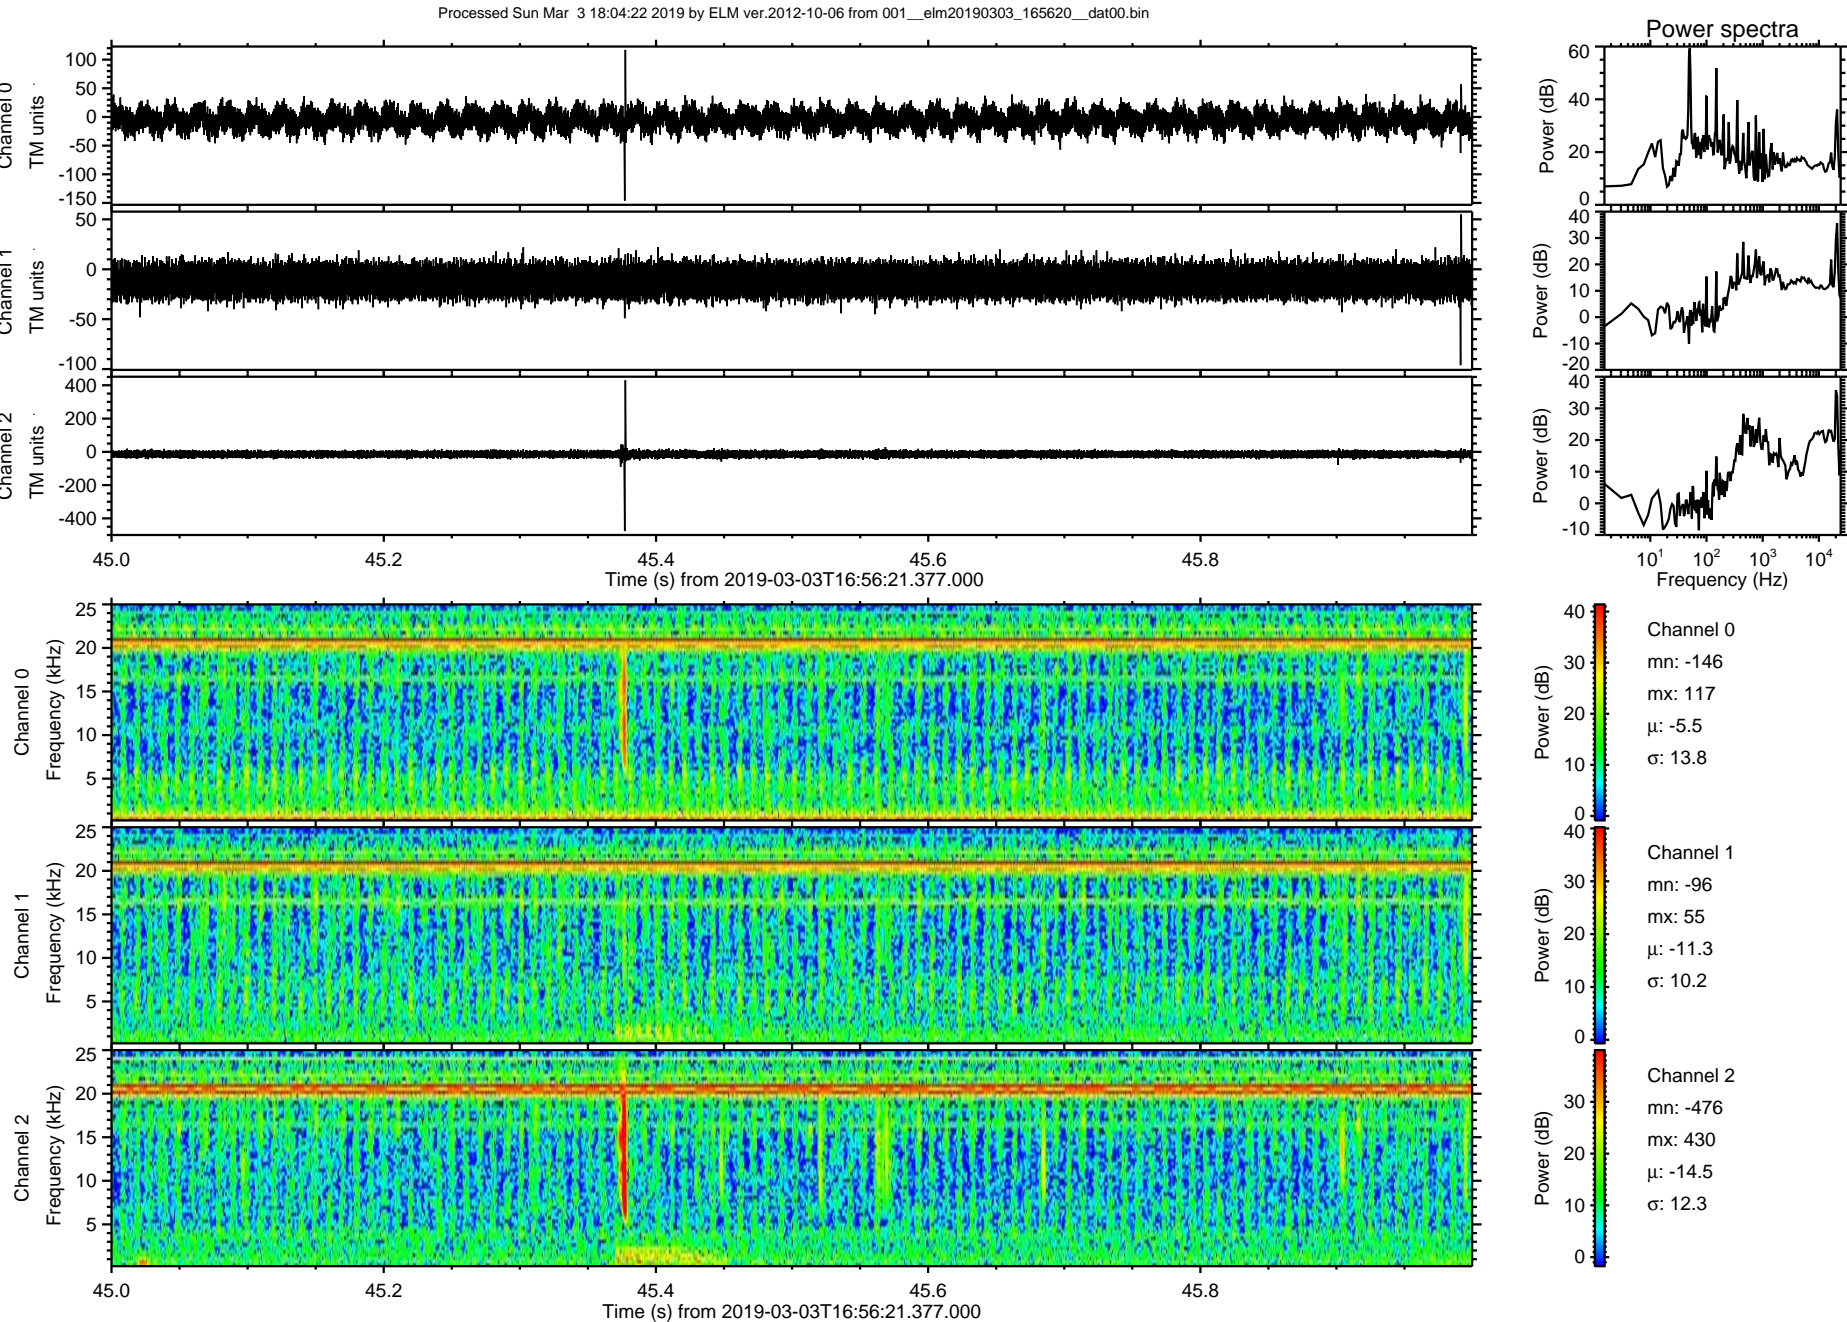 Processed Sun Mar 3 18:04:22 2019 by ELM ver.2012-10-06 from 001__elm20190303_165620__dat00.bin
Power spectra
Channel 0
TM units
100
50
0
-50
-100
-150
Power (dB)
60
40
20
0
Channel 1
TM units
50
0
-50
-100
Power (dB)
40
30
20
10
0
-10
-20
Channel 2
TM units
400
200
0
-200
-400
Power (dB)
40
30
20
10
0
-10
45.0 45.2 45.4 45.6 45.8
Time (s) from 2019-03-03T16:56:21.377.000
10^1 10^2 10^3 10^4
Frequency (Hz)
Channel 0
Frequency (kHz)
25
20
15
10
5
Power (dB)
40
30
20
10
0
Channel 0
mn: -146
mx: 117
μ: -5.5
σ: 13.8
Channel 1
Frequency (kHz)
25
20
15
10
5
Power (dB)
40
30
20
10
0
Channel 1
mn: -96
mx: 55
μ: -11.3
σ: 10.2
Channel 2
Frequency (kHz)
25
20
15
10
5
Power (dB)
30
20
10
0
Channel 2
mn: -476
mx: 430
μ: -14.5
σ: 12.3
45.0 45.2 45.4 45.6 45.8
Time (s) from 2019-03-03T16:56:21.377.000